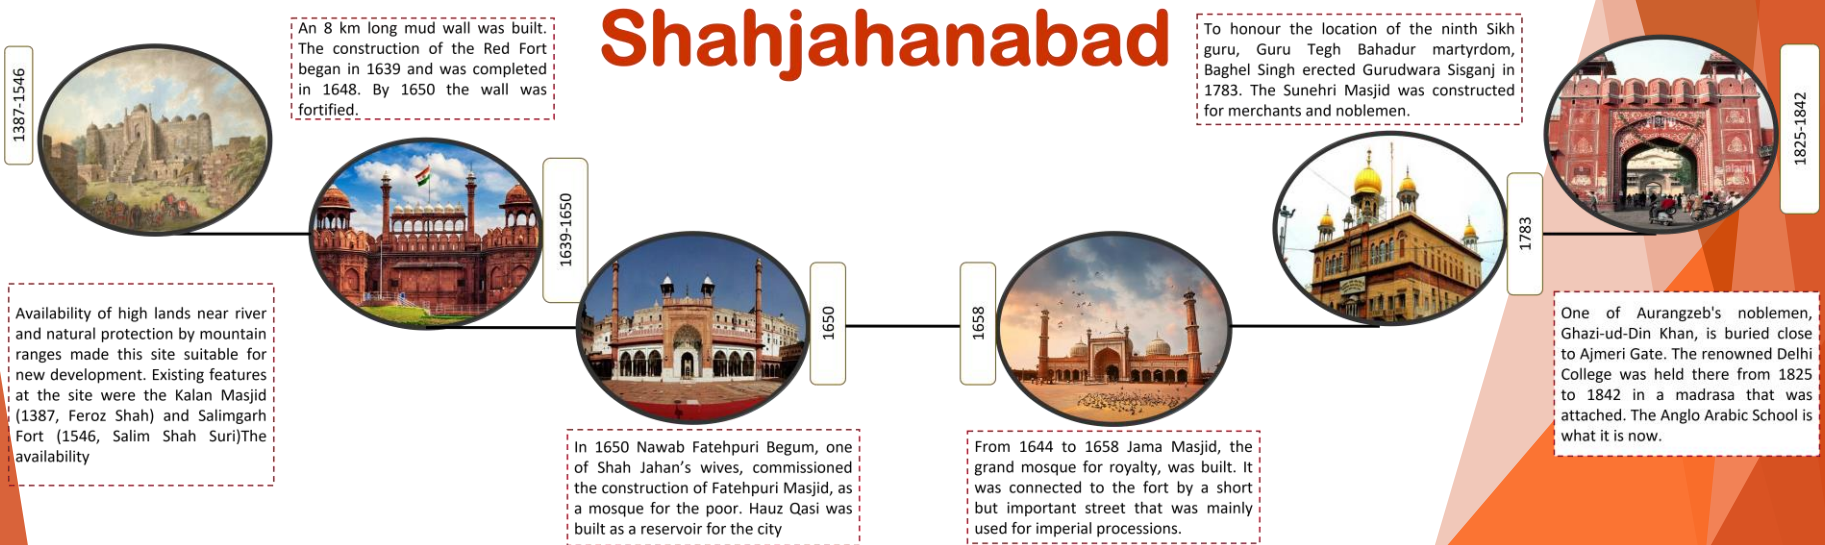 Shahjahanabad
1387-1546
Availability of high lands near river
and natural protection by mountain
ranges made this site suitable for
new development. Existing features
at the site were the Kalan Masjid
(1387, Feroz Shah) and Salimgarh
Fort (1546, Salim Shah Suri)The
availability
An 8 km long mud wall was built.
The construction of the Red Fort
began in 1639 and was completed
in 1648. By 1650 the wall was
fortified.
1639-1650
1650
In 1650 Nawab Fatehpuri Begum, one
of Shah Jahan’s wives, commissioned
the construction of Fatehpuri Masjid, as
a mosque for the poor. Hauz Qasi was
built as a reservoir for the city
1658
From 1644 to 1658 Jama Masjid, the
grand mosque for royalty, was built. It
was connected to the fort by a short
but important street that was mainly
used for imperial processions.
To honour the location of the ninth Sikh
guru, Guru Tegh Bahadur martyrdom,
Baghel Singh erected Gurudwara Sisganj in
1783. The Sunehri Masjid was constructed
for merchants and noblemen.
1783
1825-1842
One of Aurangzeb's noblemen,
Ghazi-ud-Din Khan, is buried close
to Ajmeri Gate. The renowned Delhi
College was held there from 1825
to 1842 in a madrasa that was
attached. The Anglo Arabic School is
what it is now.